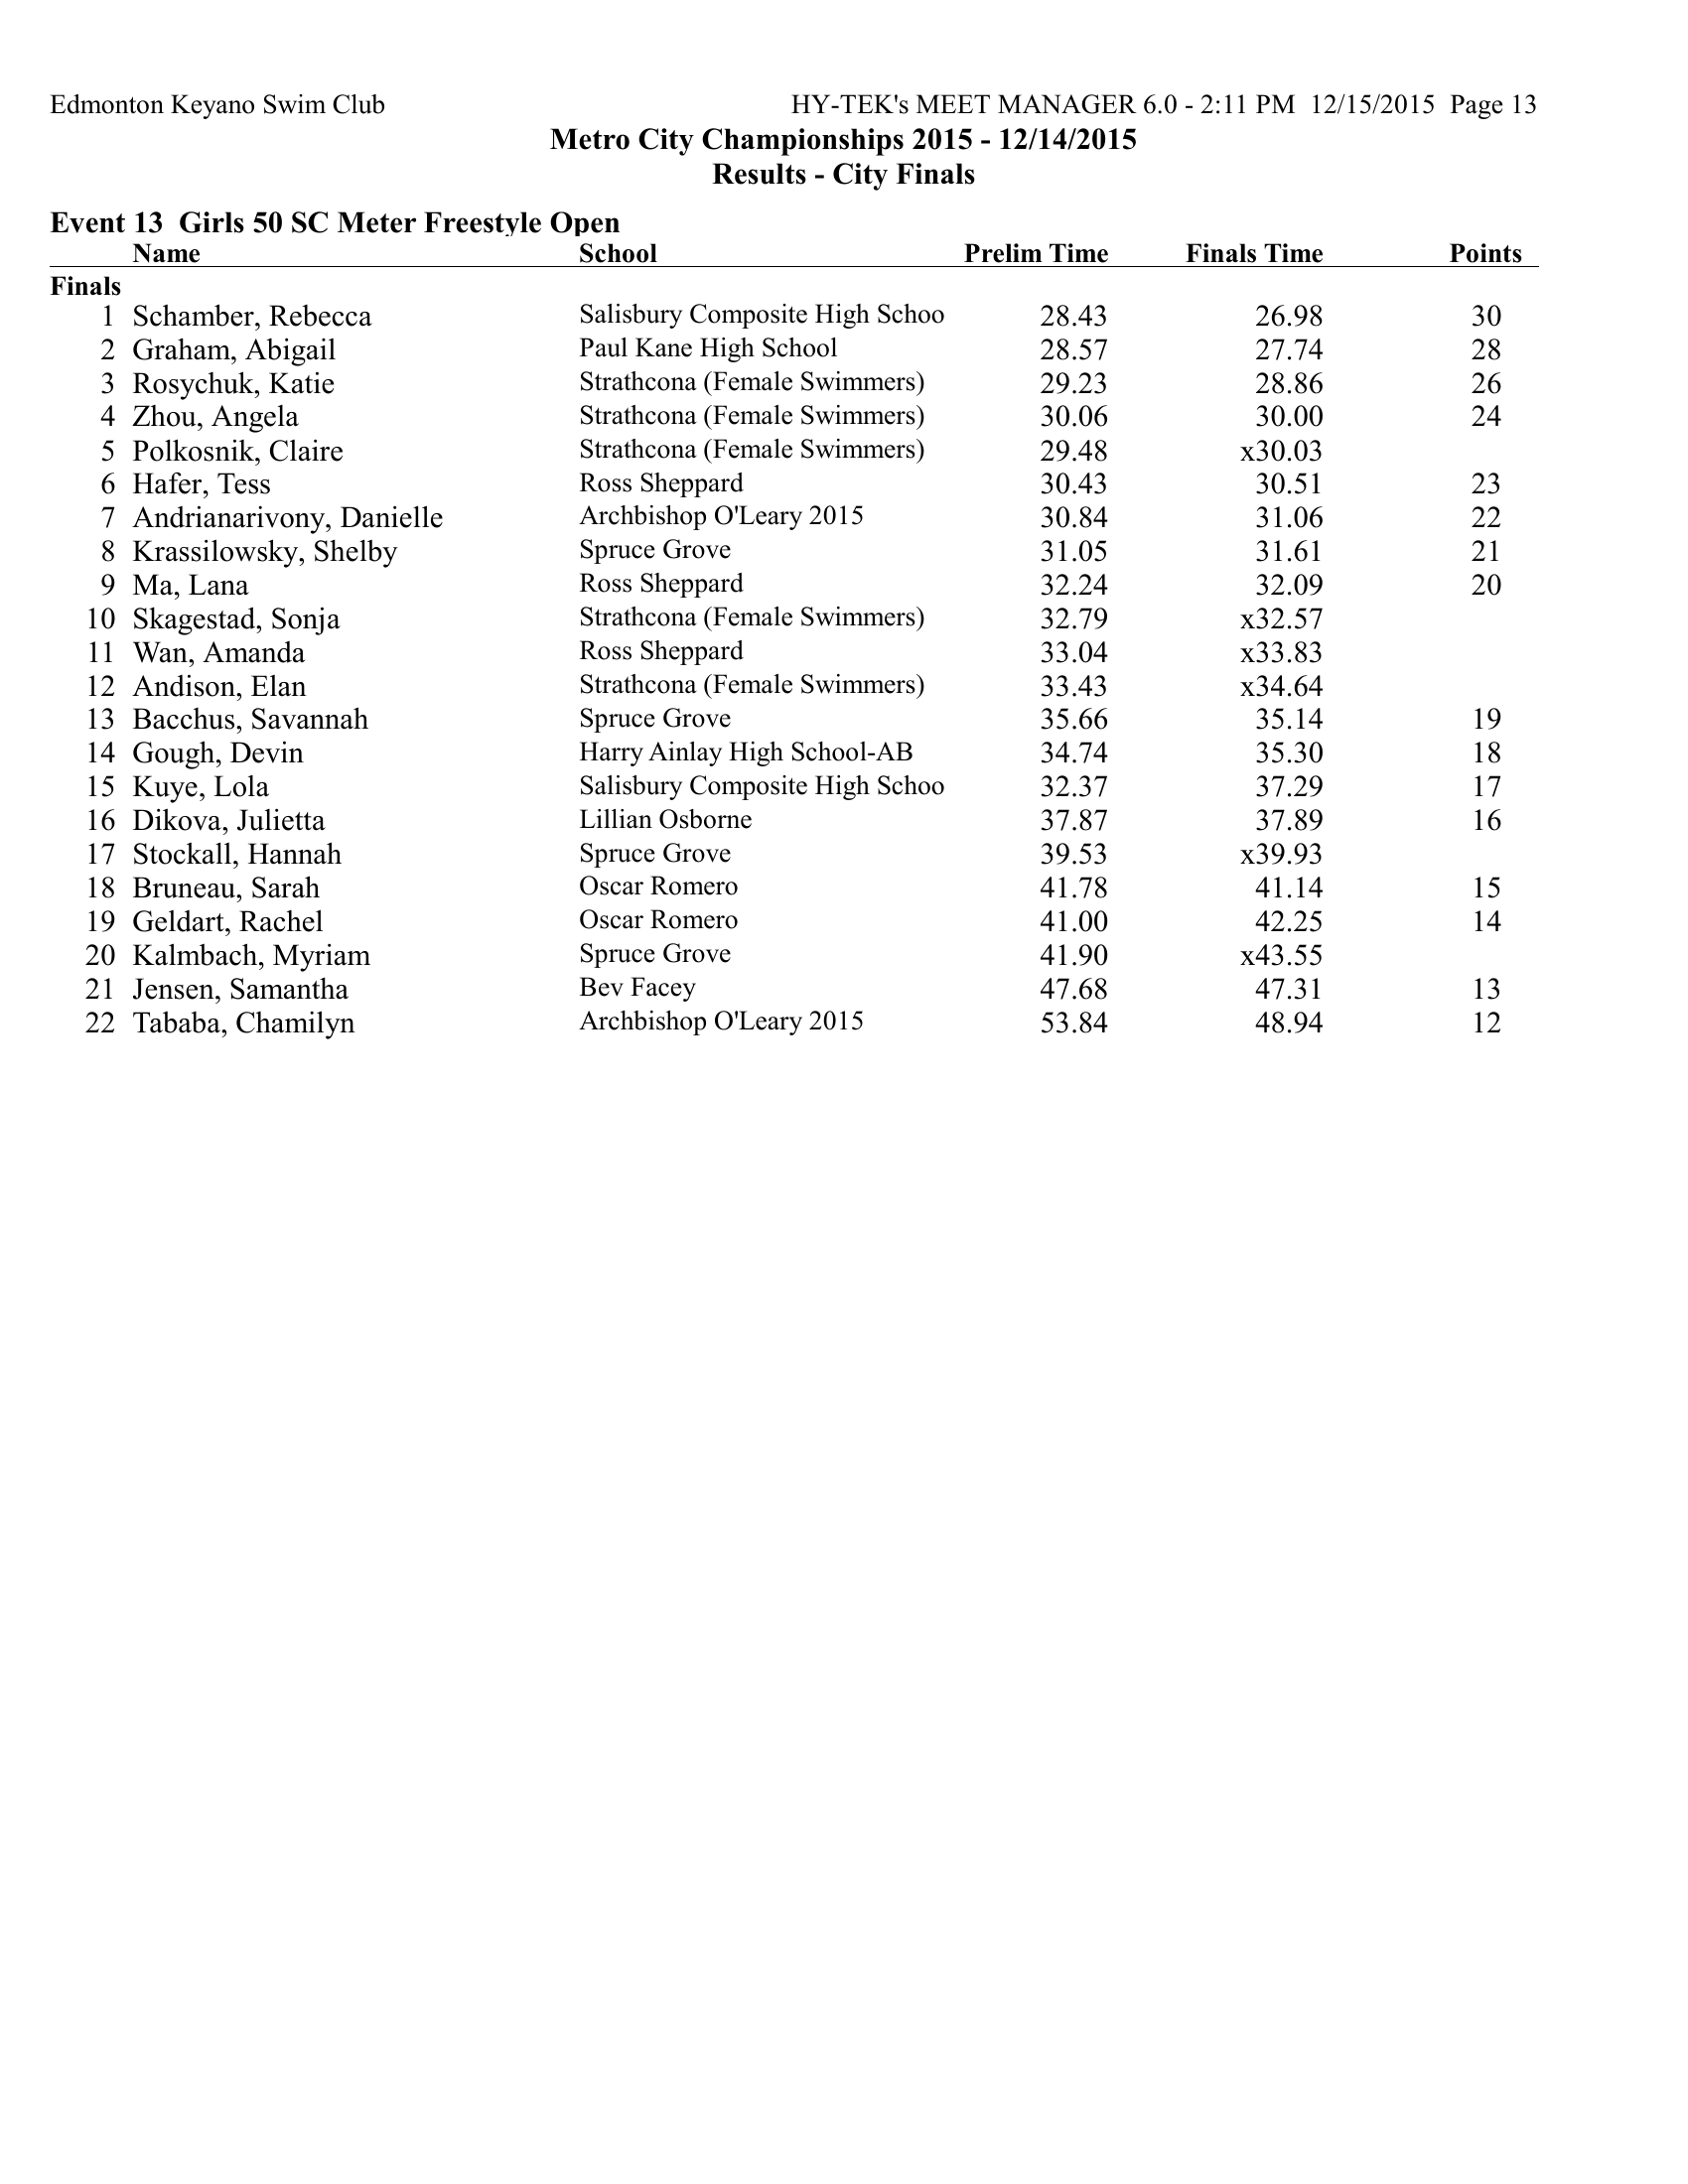 Edmonton Keyano Swim Club HY-TEK's MEET MANAGER 6.0 - 2:11 PM 12/15/2015 Page 13
Metro City Championships 2015 - 12/14/2015
Results - City Finals
Event 13 Girls 50 SC Meter Freestyle Open
Name School Prelim Time Finals Time Points
Finals
1 Schamber, Rebecca Salisbury Composite High Schoo 28.43 26.98 30
2 Graham, Abigail Paul Kane High School 28.57 27.74 28
3 Rosychuk, Katie Strathcona (Female Swimmers) 29.23 28.86 26
4 Zhou, Angela Strathcona (Female Swimmers) 30.06 30.00 24
5 Polkosnik, Claire Strathcona (Female Swimmers) 29.48 x30.03
6 Hafer, Tess Ross Sheppard 30.43 30.51 23
7 Andrianarivony, Danielle Archbishop O'Leary 2015 30.84 31.06 22
8 Krassilowsky, Shelby Spruce Grove 31.05 31.61 21
9 Ma, Lana Ross Sheppard 32.24 32.09 20
10 Skagestad, Sonja Strathcona (Female Swimmers) 32.79 x32.57
11 Wan, Amanda Ross Sheppard 33.04 x33.83
12 Andison, Elan Strathcona (Female Swimmers) 33.43 x34.64
13 Bacchus, Savannah Spruce Grove 35.66 35.14 19
14 Gough, Devin Harry Ainlay High School-AB 34.74 35.30 18
15 Kuye, Lola Salisbury Composite High Schoo 32.37 37.29 17
16 Dikova, Julietta Lillian Osborne 37.87 37.89 16
17 Stockall, Hannah Spruce Grove 39.53 x39.93
18 Bruneau, Sarah Oscar Romero 41.78 41.14 15
19 Geldart, Rachel Oscar Romero 41.00 42.25 14
20 Kalmbach, Myriam Spruce Grove 41.90 x43.55
21 Jensen, Samantha Bev Facey 47.68 47.31 13
22 Tababa, Chamilyn Archbishop O'Leary 2015 53.84 48.94 12